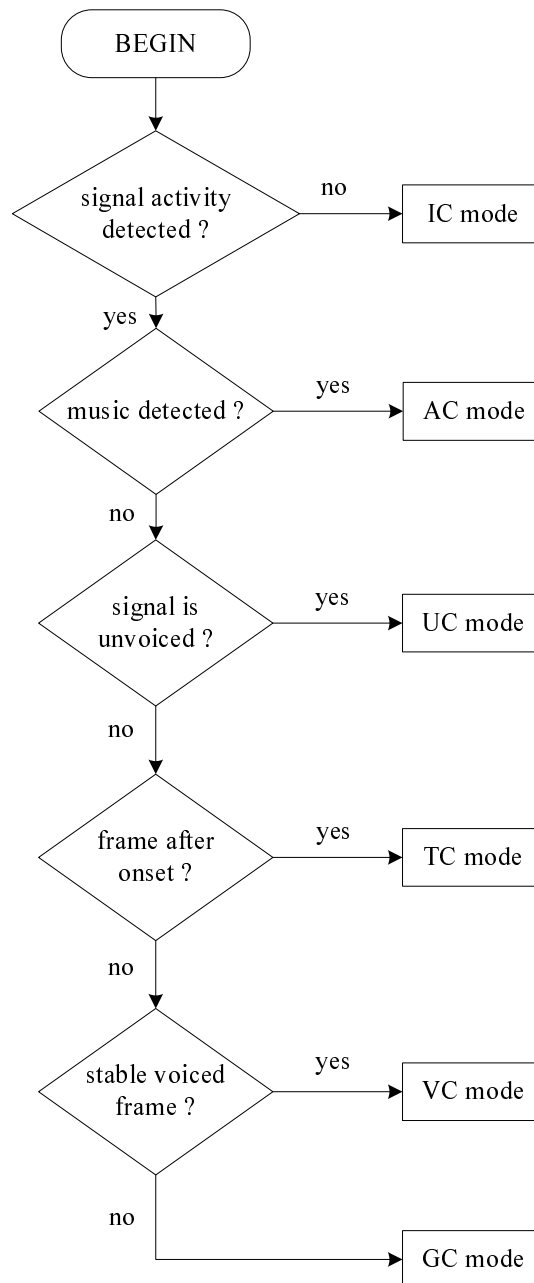 BEGIN
signal activity
detected ?
no
IC mode
yes
music detected ?
yes
AC mode
no
signal is
unvoiced ?
yes
UC mode
no
frame after
onset ?
yes
TC mode
no
stable voiced
frame ?
yes
VC mode
no
GC mode